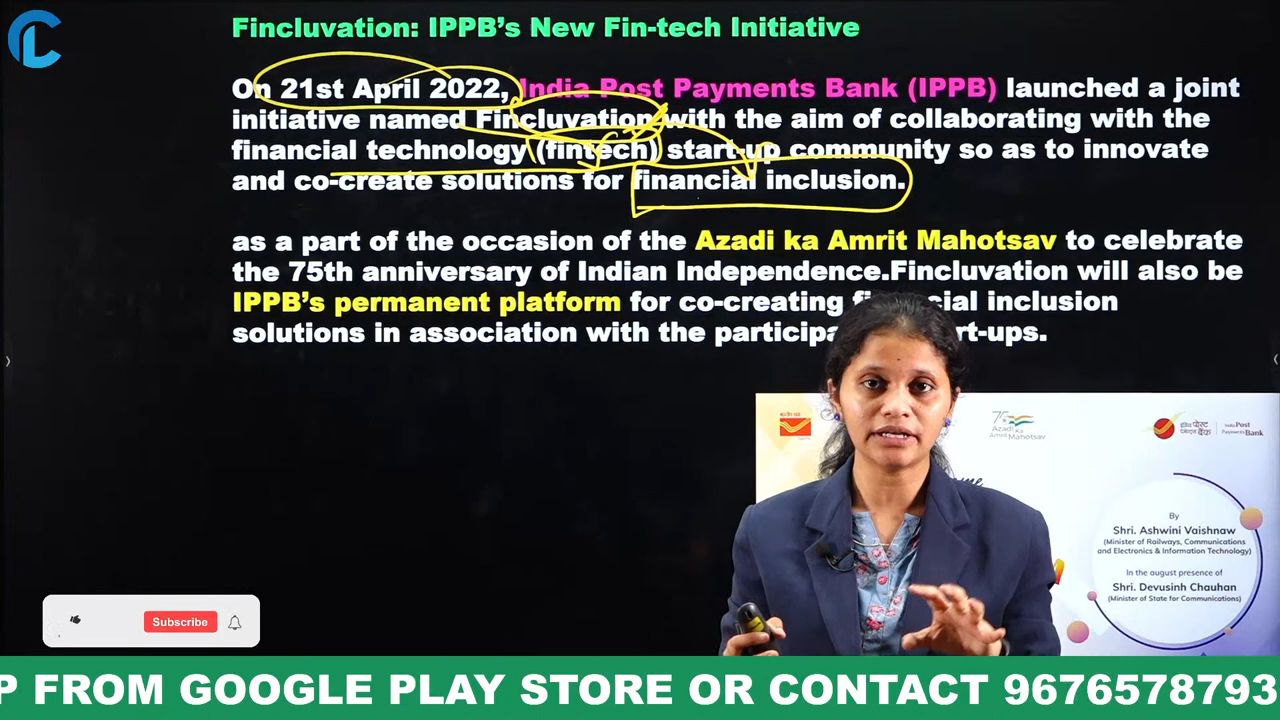 Fincluvation: IPPB's New Fin-tech Initiative
On 21st April 2022, India Post Payments Bank (IPPB) launched a joint
initiative named Fincluvation with the aim of collaborating with the
financial technology (fintech) start-up community so as to innovate
and co-create solutions for financial inclusion.
as a part of the occasion of the Azadi ka Amrit Mahotsav to celebrate
the 75th anniversary of Indian Independence.Fincluvation will also be
IPPB's permanent platform for co-creating inclusion
solutions in association with the
Azadi ka
Amrit Mahotsav
इंडिया पोस्ट
पेमेन्ट्स बैंक
India Post
Payments Bank
By
Shri. Ashwini Vaishnaw
(Minister of Railways, Communications
and Electronics & Information Technology)
In the august presence of
Shri. Devusinh Chauhan
(Minister of State for Communications)
Subscribe
P FROM GOOGLE PLAY STORE OR CONTACT 9676578793